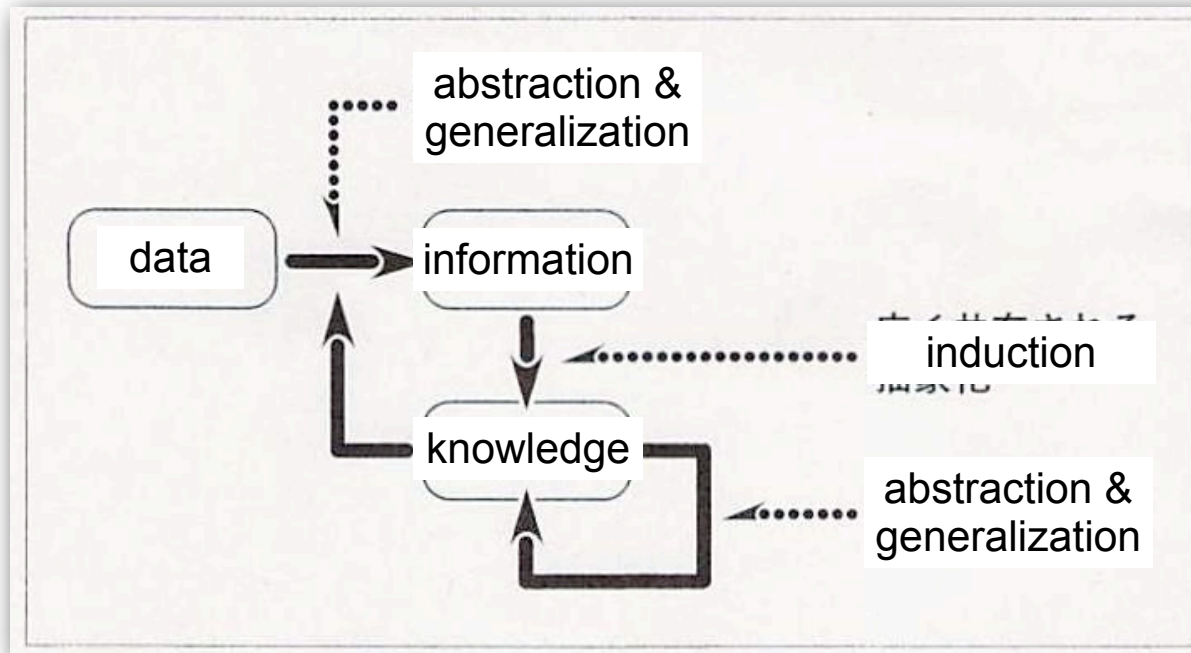 abstraction &
generalization
data
information
induction
knowledge
abstraction &
generalization